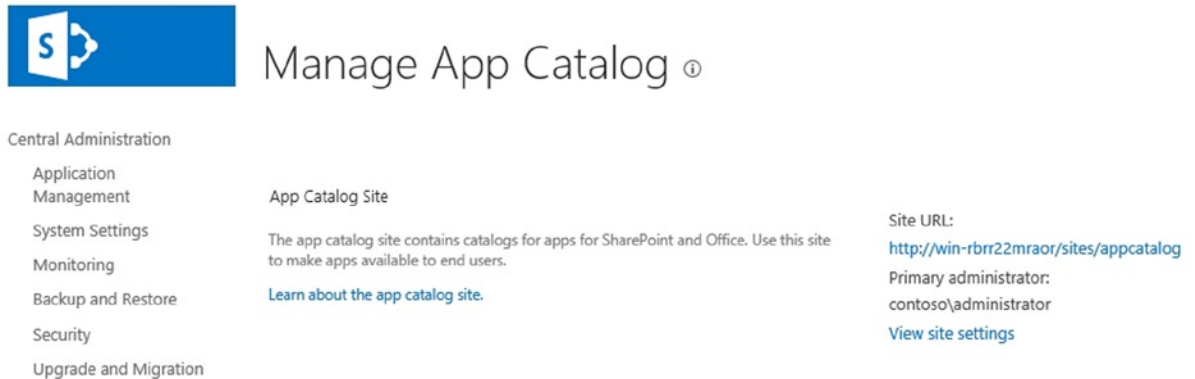 S
Manage App Catalog
Central Administration
Application
Management
System Settings
Monitoring
Backup and Restore
Security
Upgrade and Migration
App Catalog Site
The app catalog site contains catalogs for apps for SharePoint and Office. Use this site
to make apps available to end users.
Learn about the app catalog site.
Site URL:
http://win-rbrr22mraor/sites/appcatalog
Primary administrator:
contoso\administrator
View site settings